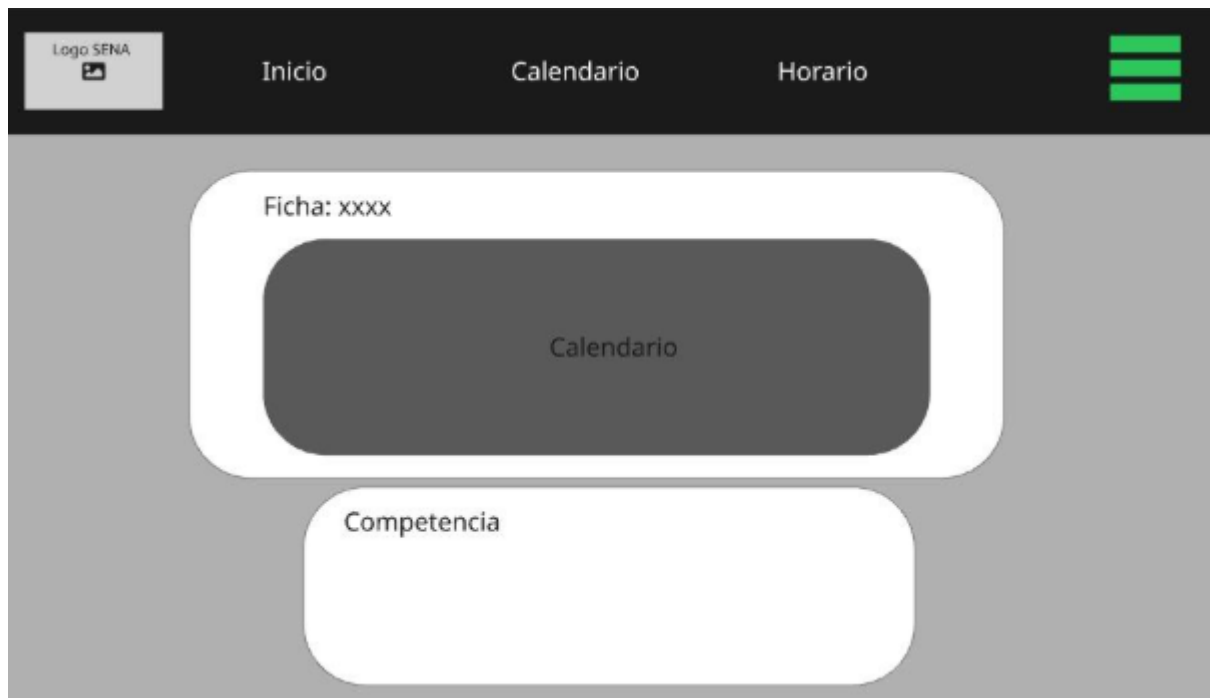 Logo SENA
Inicio
Calendario
Horario
Ficha: xxxx
Calendario
Competencia